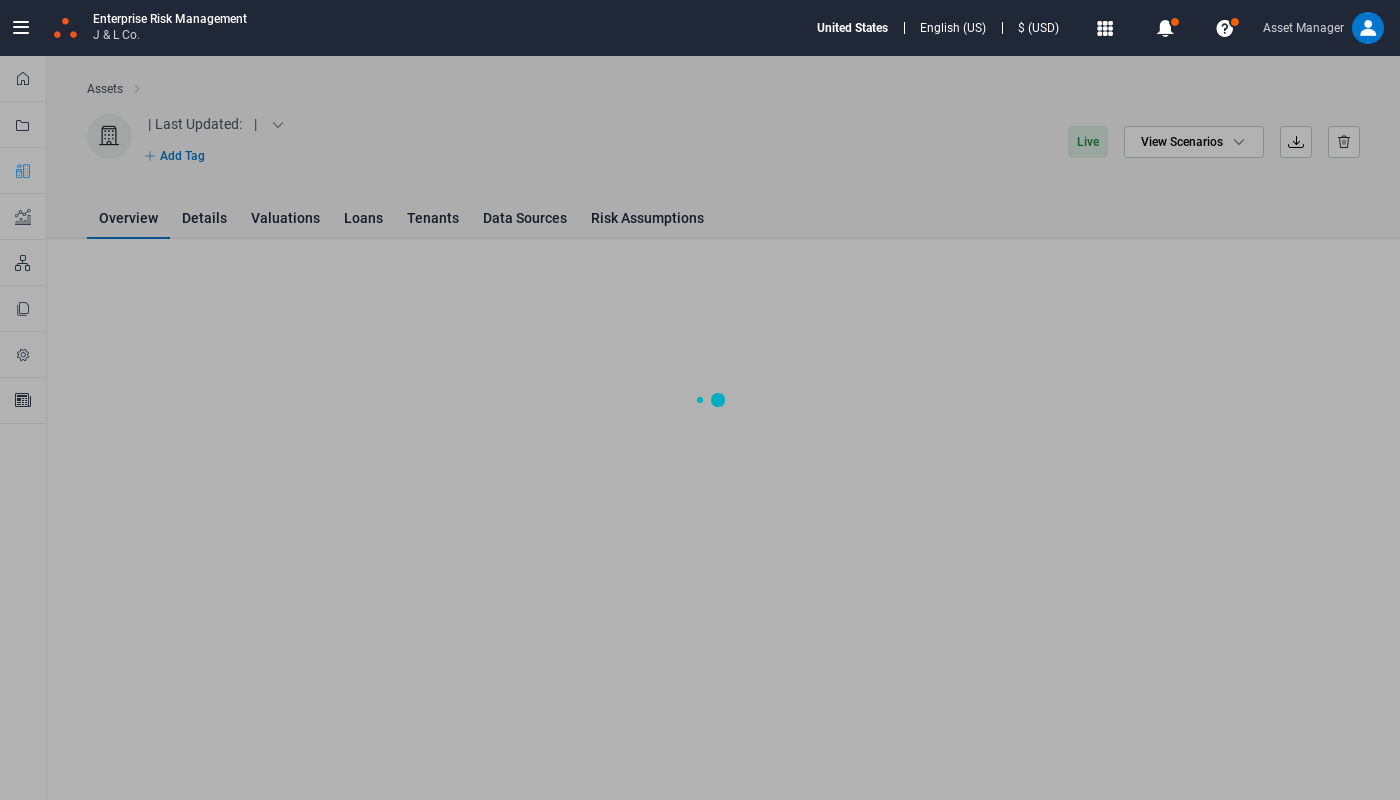 Enterprise Risk Management
J & L Co.
United States | English (US) | $ (USD)
Asset Manager
Assets
| Last Updated: |
Add Tag
Live
View Scenarios
Overview Details Valuations Loans Tenants Data Sources Risk Assumptions